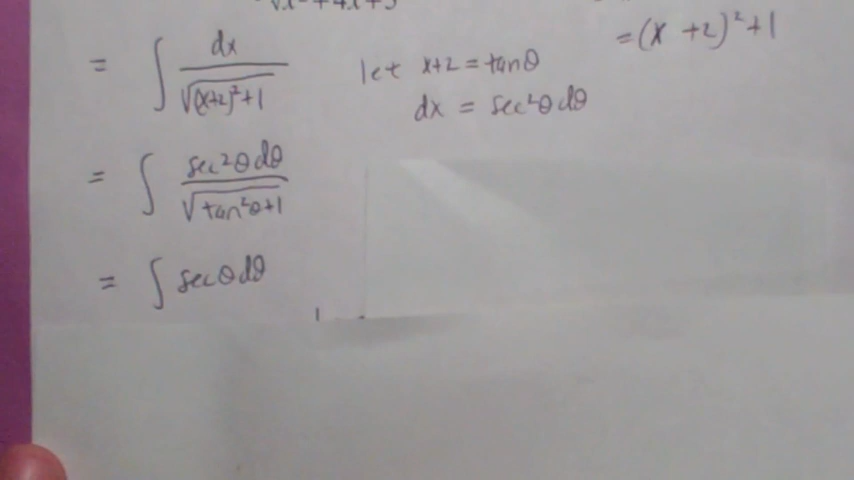 = ∫ dx / √((x+2)²+1) let x+2 = tanθ = (x+2)²+1
dx = sec²θ dθ
= ∫ sec²θ dθ / √(tan²θ+1)
= ∫ secθ dθ